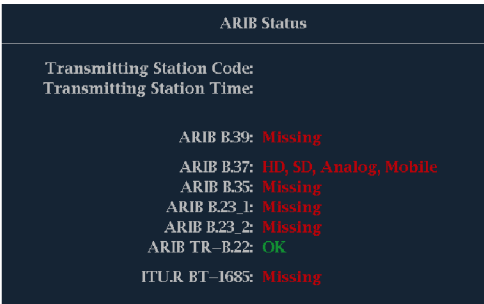 ARIB Status
Transmitting Station Code:
Transmitting Station Time:
ARIB B.39: Missing
ARIB B.37: HD, SD, Analog, Mobile
ARIB B.35: Missing
ARIB B.23_1: Missing
ARIB B.23_2: Missing
ARIB TR-B.22: OK
ITU.R BT-1685: Missing